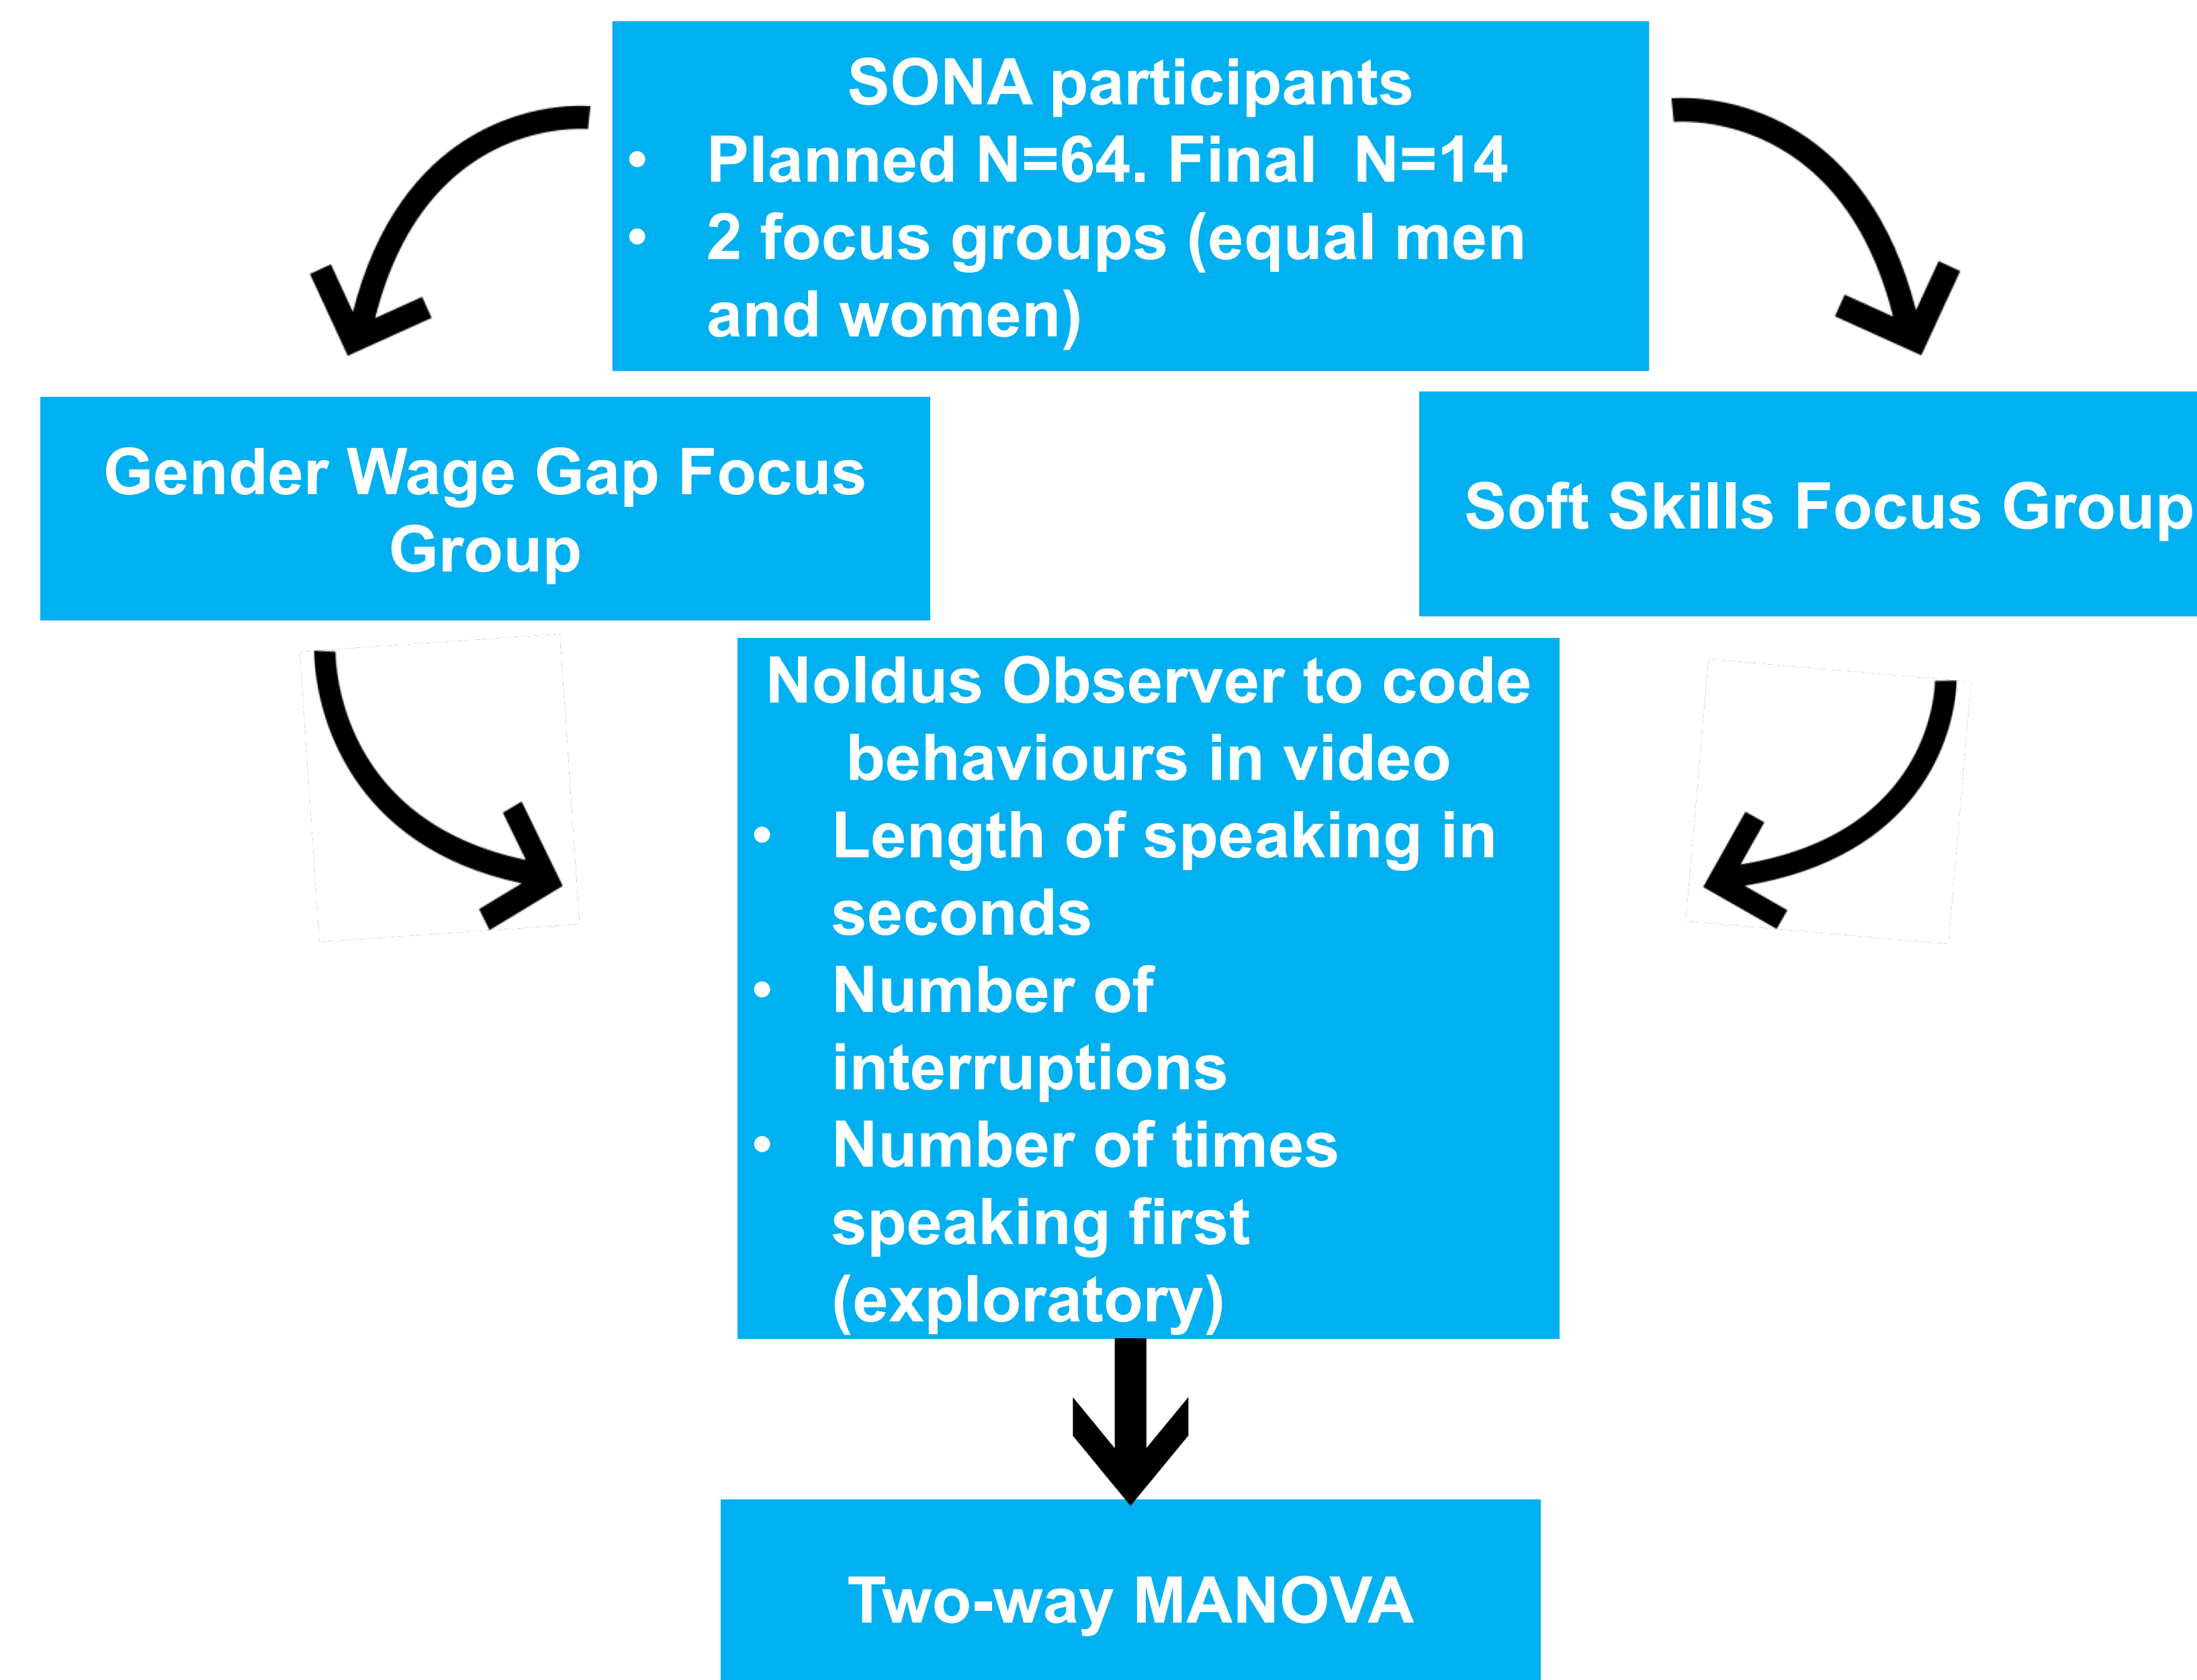 SONA participants
• Planned N=64. Final N=14
• 2 focus groups (equal men
and women)
Gender Wage Gap Focus
Group
Soft Skills Focus Group
Noldus Observer to code
behaviours in video
• Length of speaking in
seconds
• Number of
interruptions
• Number of times
speaking first
(exploratory)
Two-way MANOVA